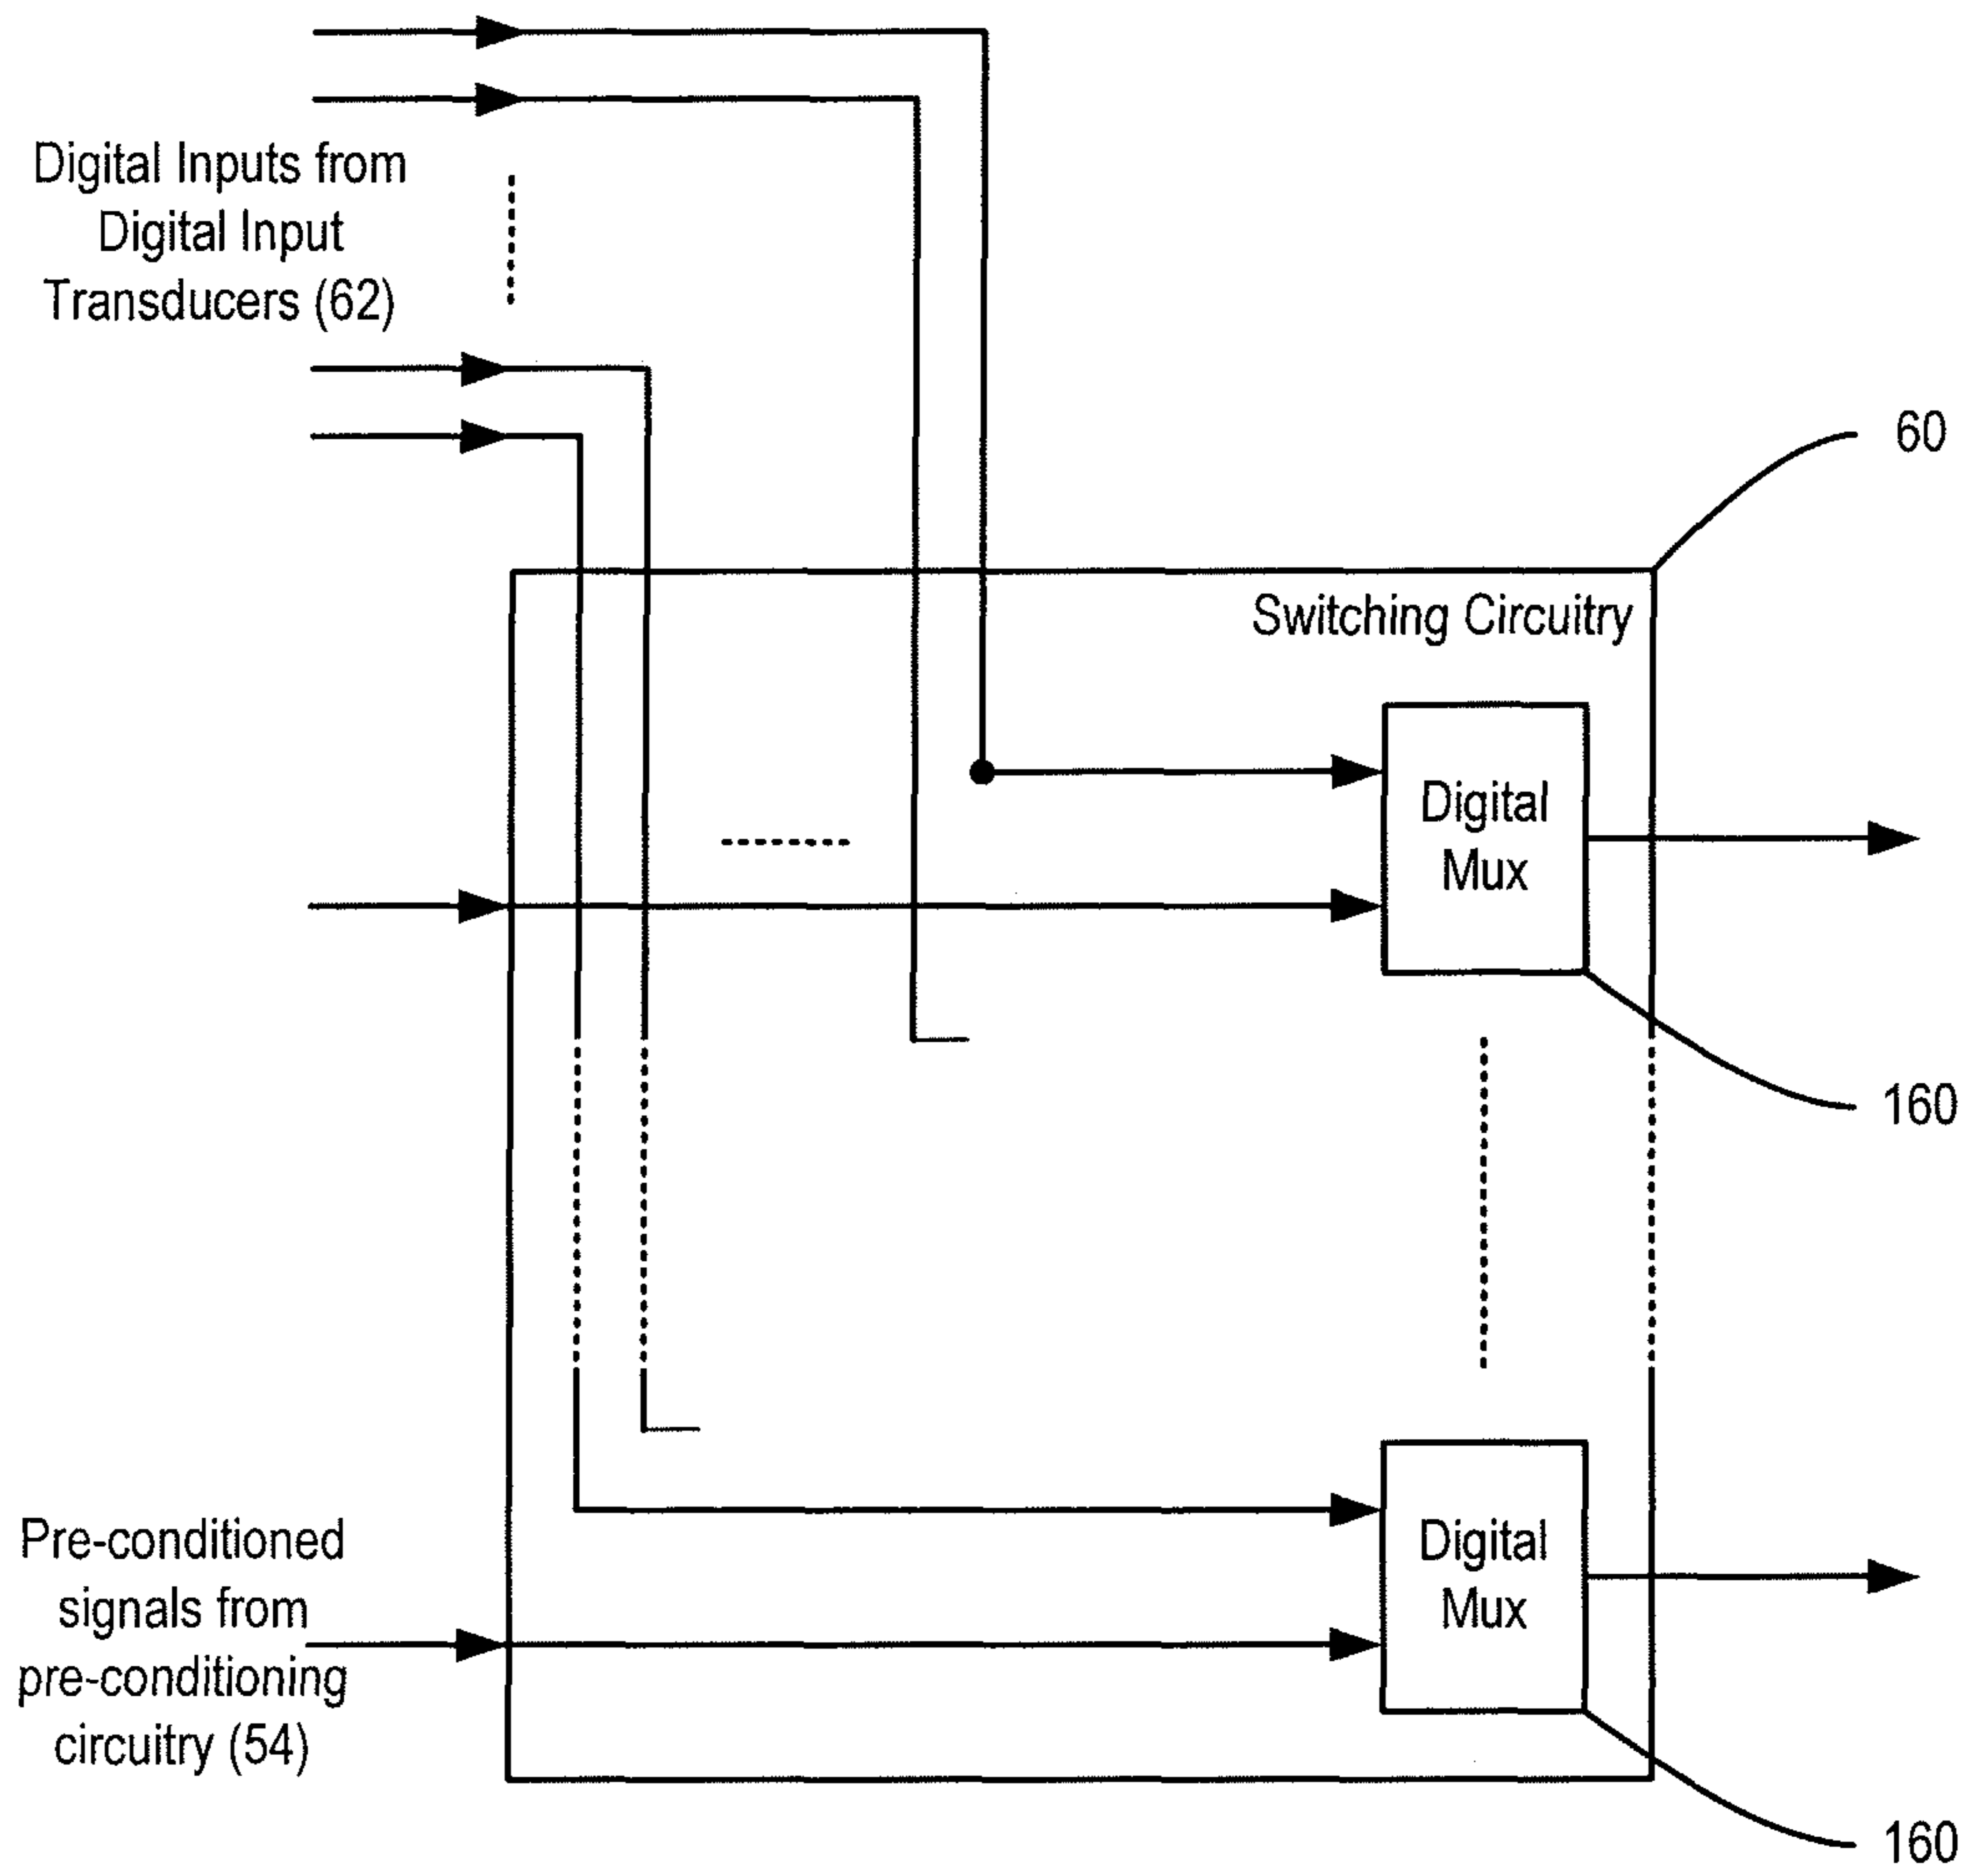 Digital Inputs from
Digital Input
Transducers (62)
60
Switching Circuitry
Digital
Mux
160
Pre-conditioned
signals from
pre-conditioning
circuitry (54)
Digital
Mux
160